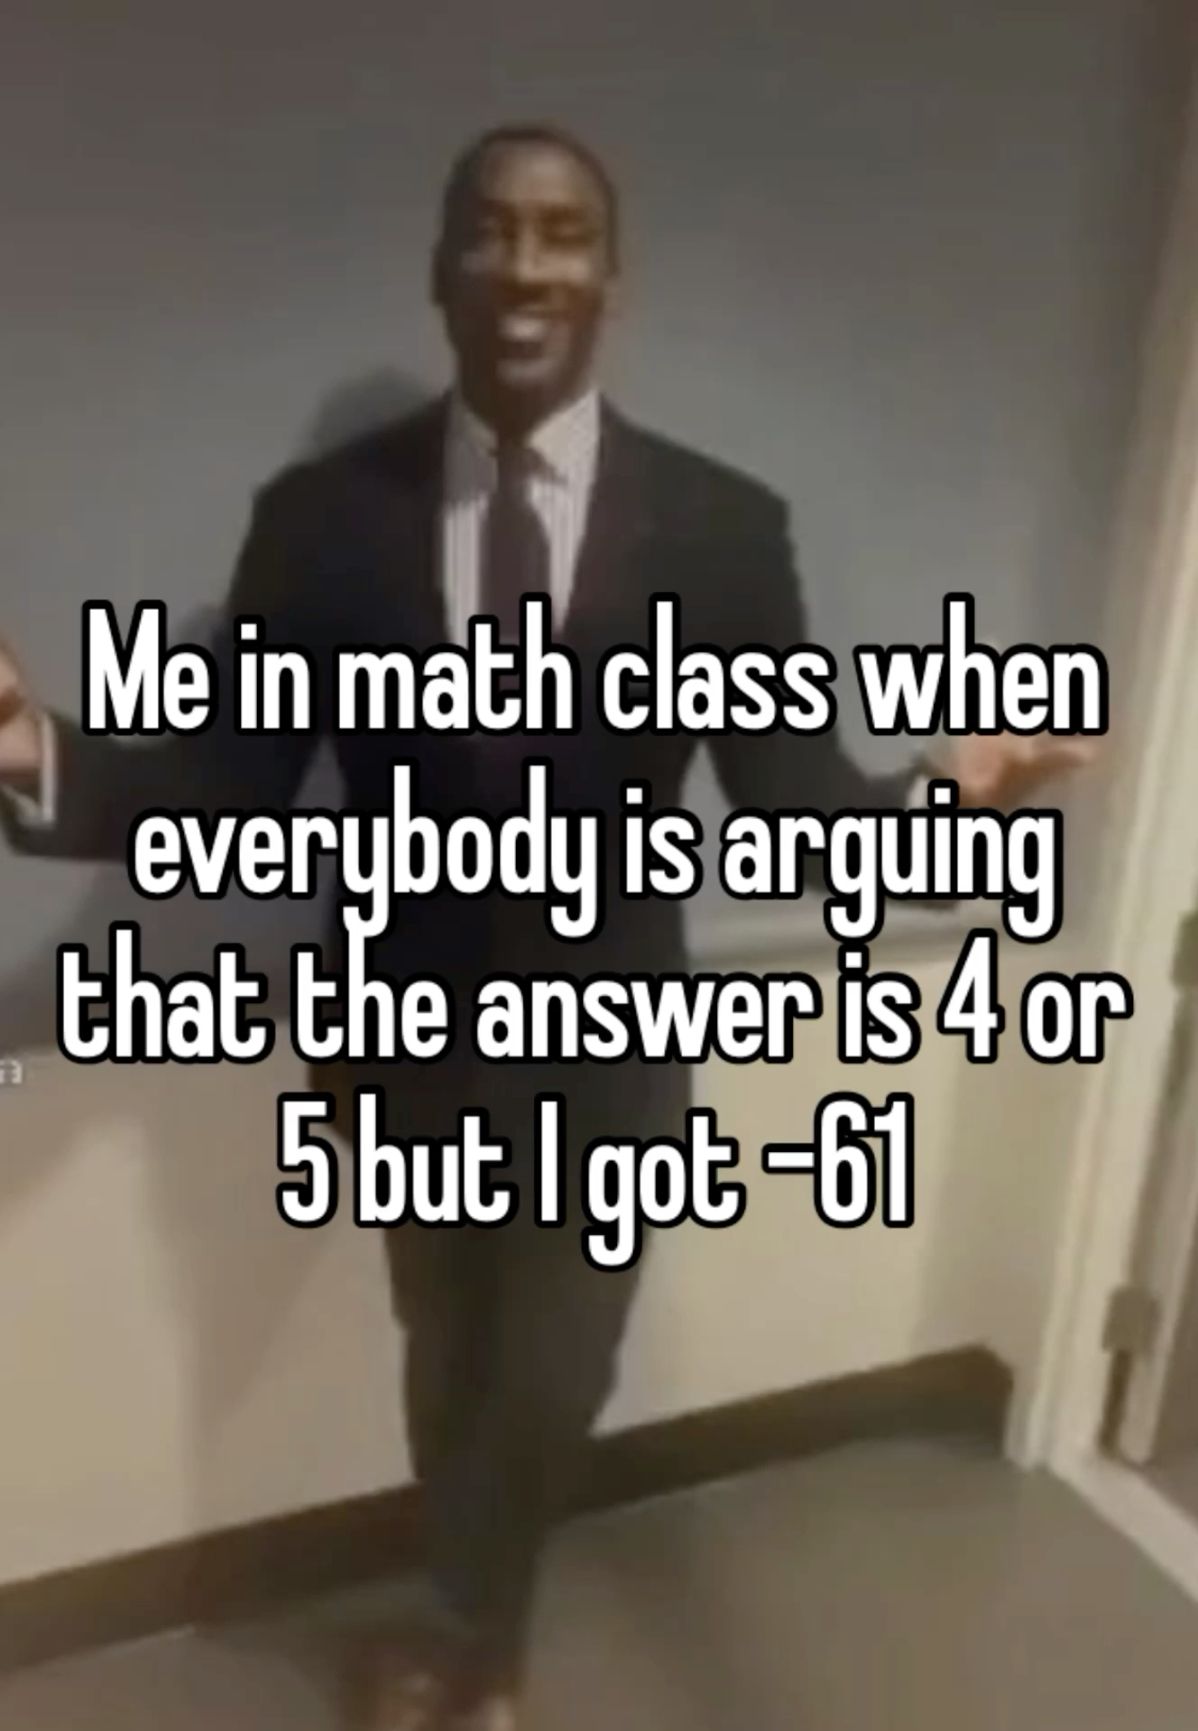 Me in math class when
everybody is arguing
that the answer is 4 or
5 but I got -61